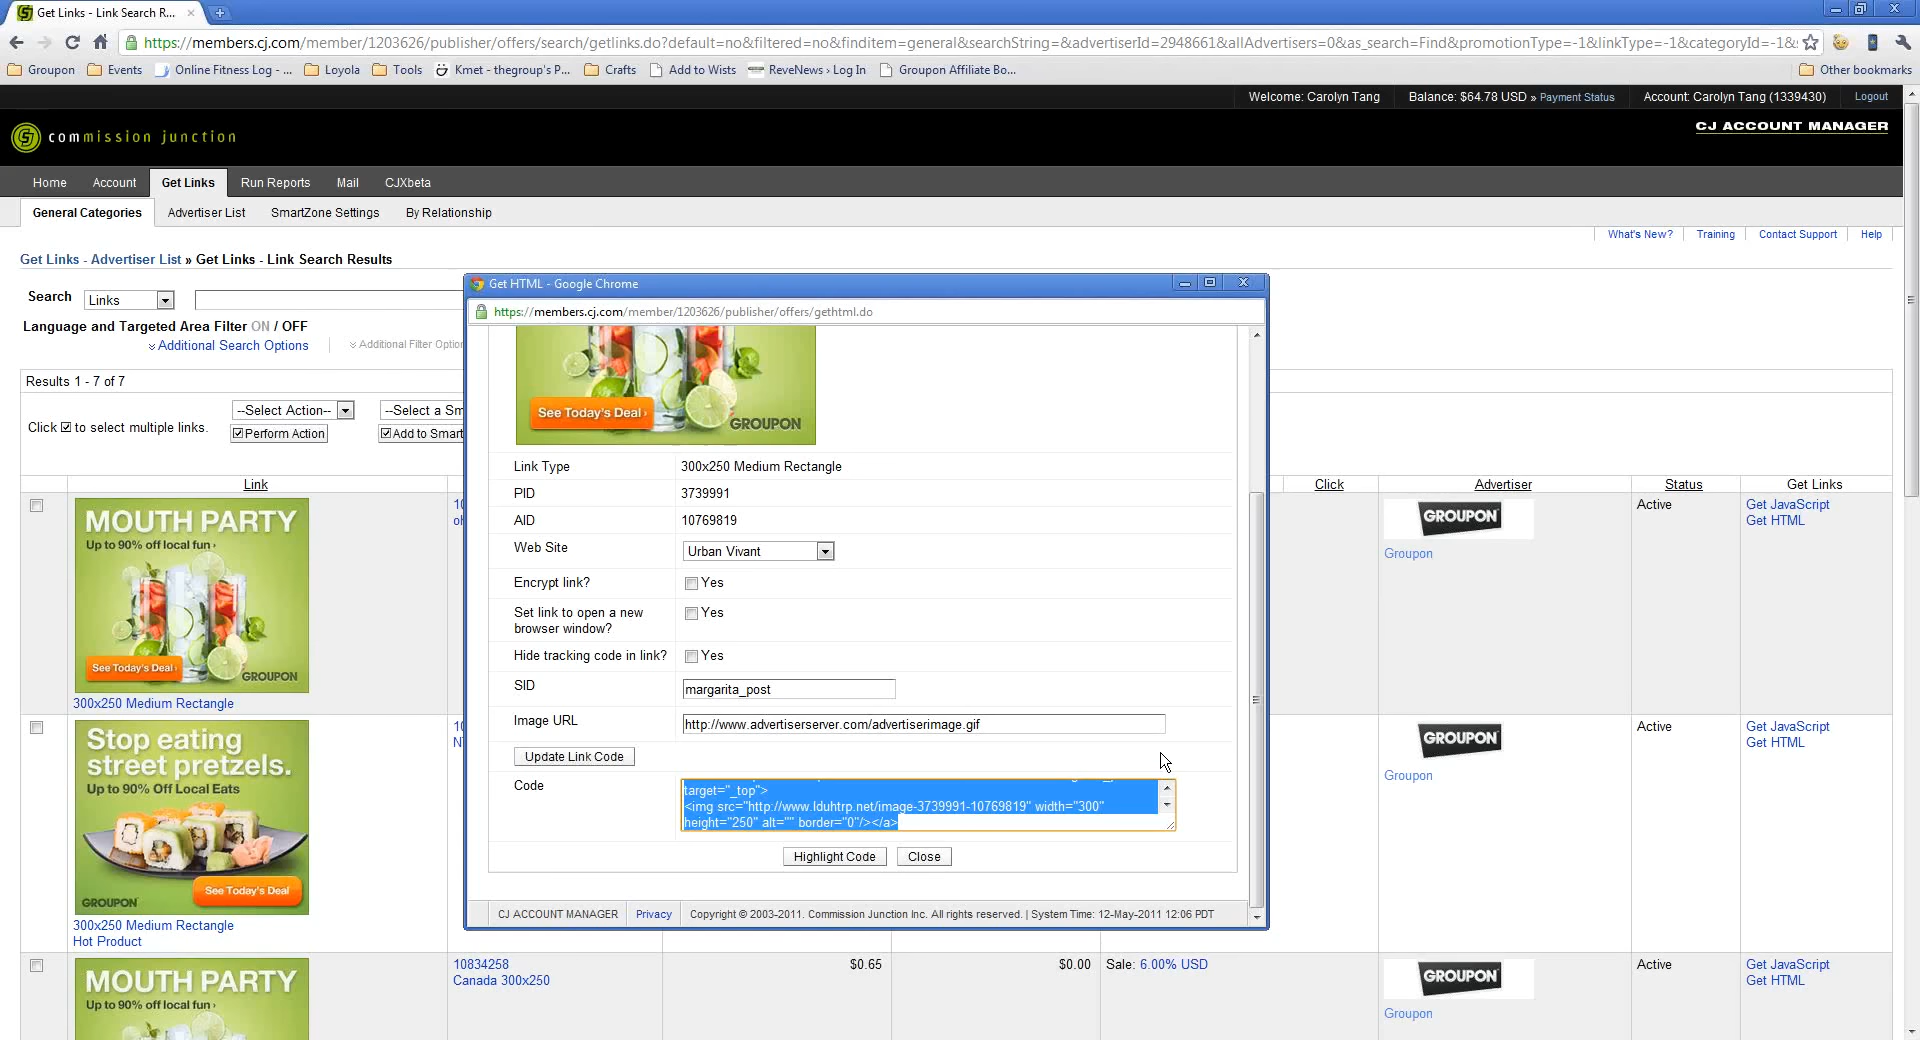 Get Links - Link Search R...
https://members.cj.com/member/1203626/publisher/offers/search/getlinks.do?default=no&filtered=no&finditem=general&searchString=&advertiserId=2948661&allAdvertisers=0&as_search=Find&promotionType=-1&linkType=-1&categoryId=-1&
Groupon Events Online Fitness Log - ... Loyola Tools Kmet - thegroup's P... Crafts Add to Wists ReveNews › Log In Groupon Affiliate Bo... Other bookmarks
Welcome: Carolyn Tang Balance: $64.78 USD » Payment Status Account: Carolyn Tang (1339430) Logout
commission junction
CJ ACCOUNT MANAGER
Home Account Get Links Run Reports Mail CJXbeta
General Categories Advertiser List SmartZone Settings By Relationship
What's New? Training Contact Support Help
Get Links - Advertiser List » Get Links - Link Search Results
Search Links
Language and Targeted Area Filter ON / OFF
Additional Search Options Additional Filter Option
Results 1 - 7 of 7
--Select Action-- --Select a Sm
Click to select multiple links.
Perform Action Add to Smart
Link Click Advertiser Status Get Links
MOUTH PARTY
Up to 90% off local fun ›
See Today's Deal ›
GROUPON
300x250 Medium Rectangle
10
GROUPON
Groupon
Active
Get JavaScript
Get HTML
Stop eating
street pretzels.
Up to 90% Off Local Eats
See Today's Deal
GROUPON
300x250 Medium Rectangle
Hot Product
10
GROUPON
Groupon
Active
Get JavaScript
Get HTML
MOUTH PARTY
Up to 90% off local fun ›
10834258
Canada 300x250
$0.65 $0.00 Sale: 6.00% USD
GROUPON
Groupon
Active
Get JavaScript
Get HTML
Get HTML - Google Chrome
https://members.cj.com/member/1203626/publisher/offers/gethtml.do
See Today's Deal ›
GROUPON
Link Type 300x250 Medium Rectangle
PID 3739991
AID 10769819
Web Site Urban Vivant
Encrypt link? Yes
Set link to open a new
browser window? Yes
Hide tracking code in link? Yes
SID margarita_post
Image URL http://www.advertiserserver.com/advertiserimage.gif
Update Link Code
Code
target="_top">
<img src="http://www.lduhtrp.net/image-3739991-10769819" width="300"
height="250" alt="" border="0"/></a>
Highlight Code Close
CJ ACCOUNT MANAGER Privacy Copyright © 2003-2011. Commission Junction Inc. All rights reserved. | System Time: 12-May-2011 12:06 PDT